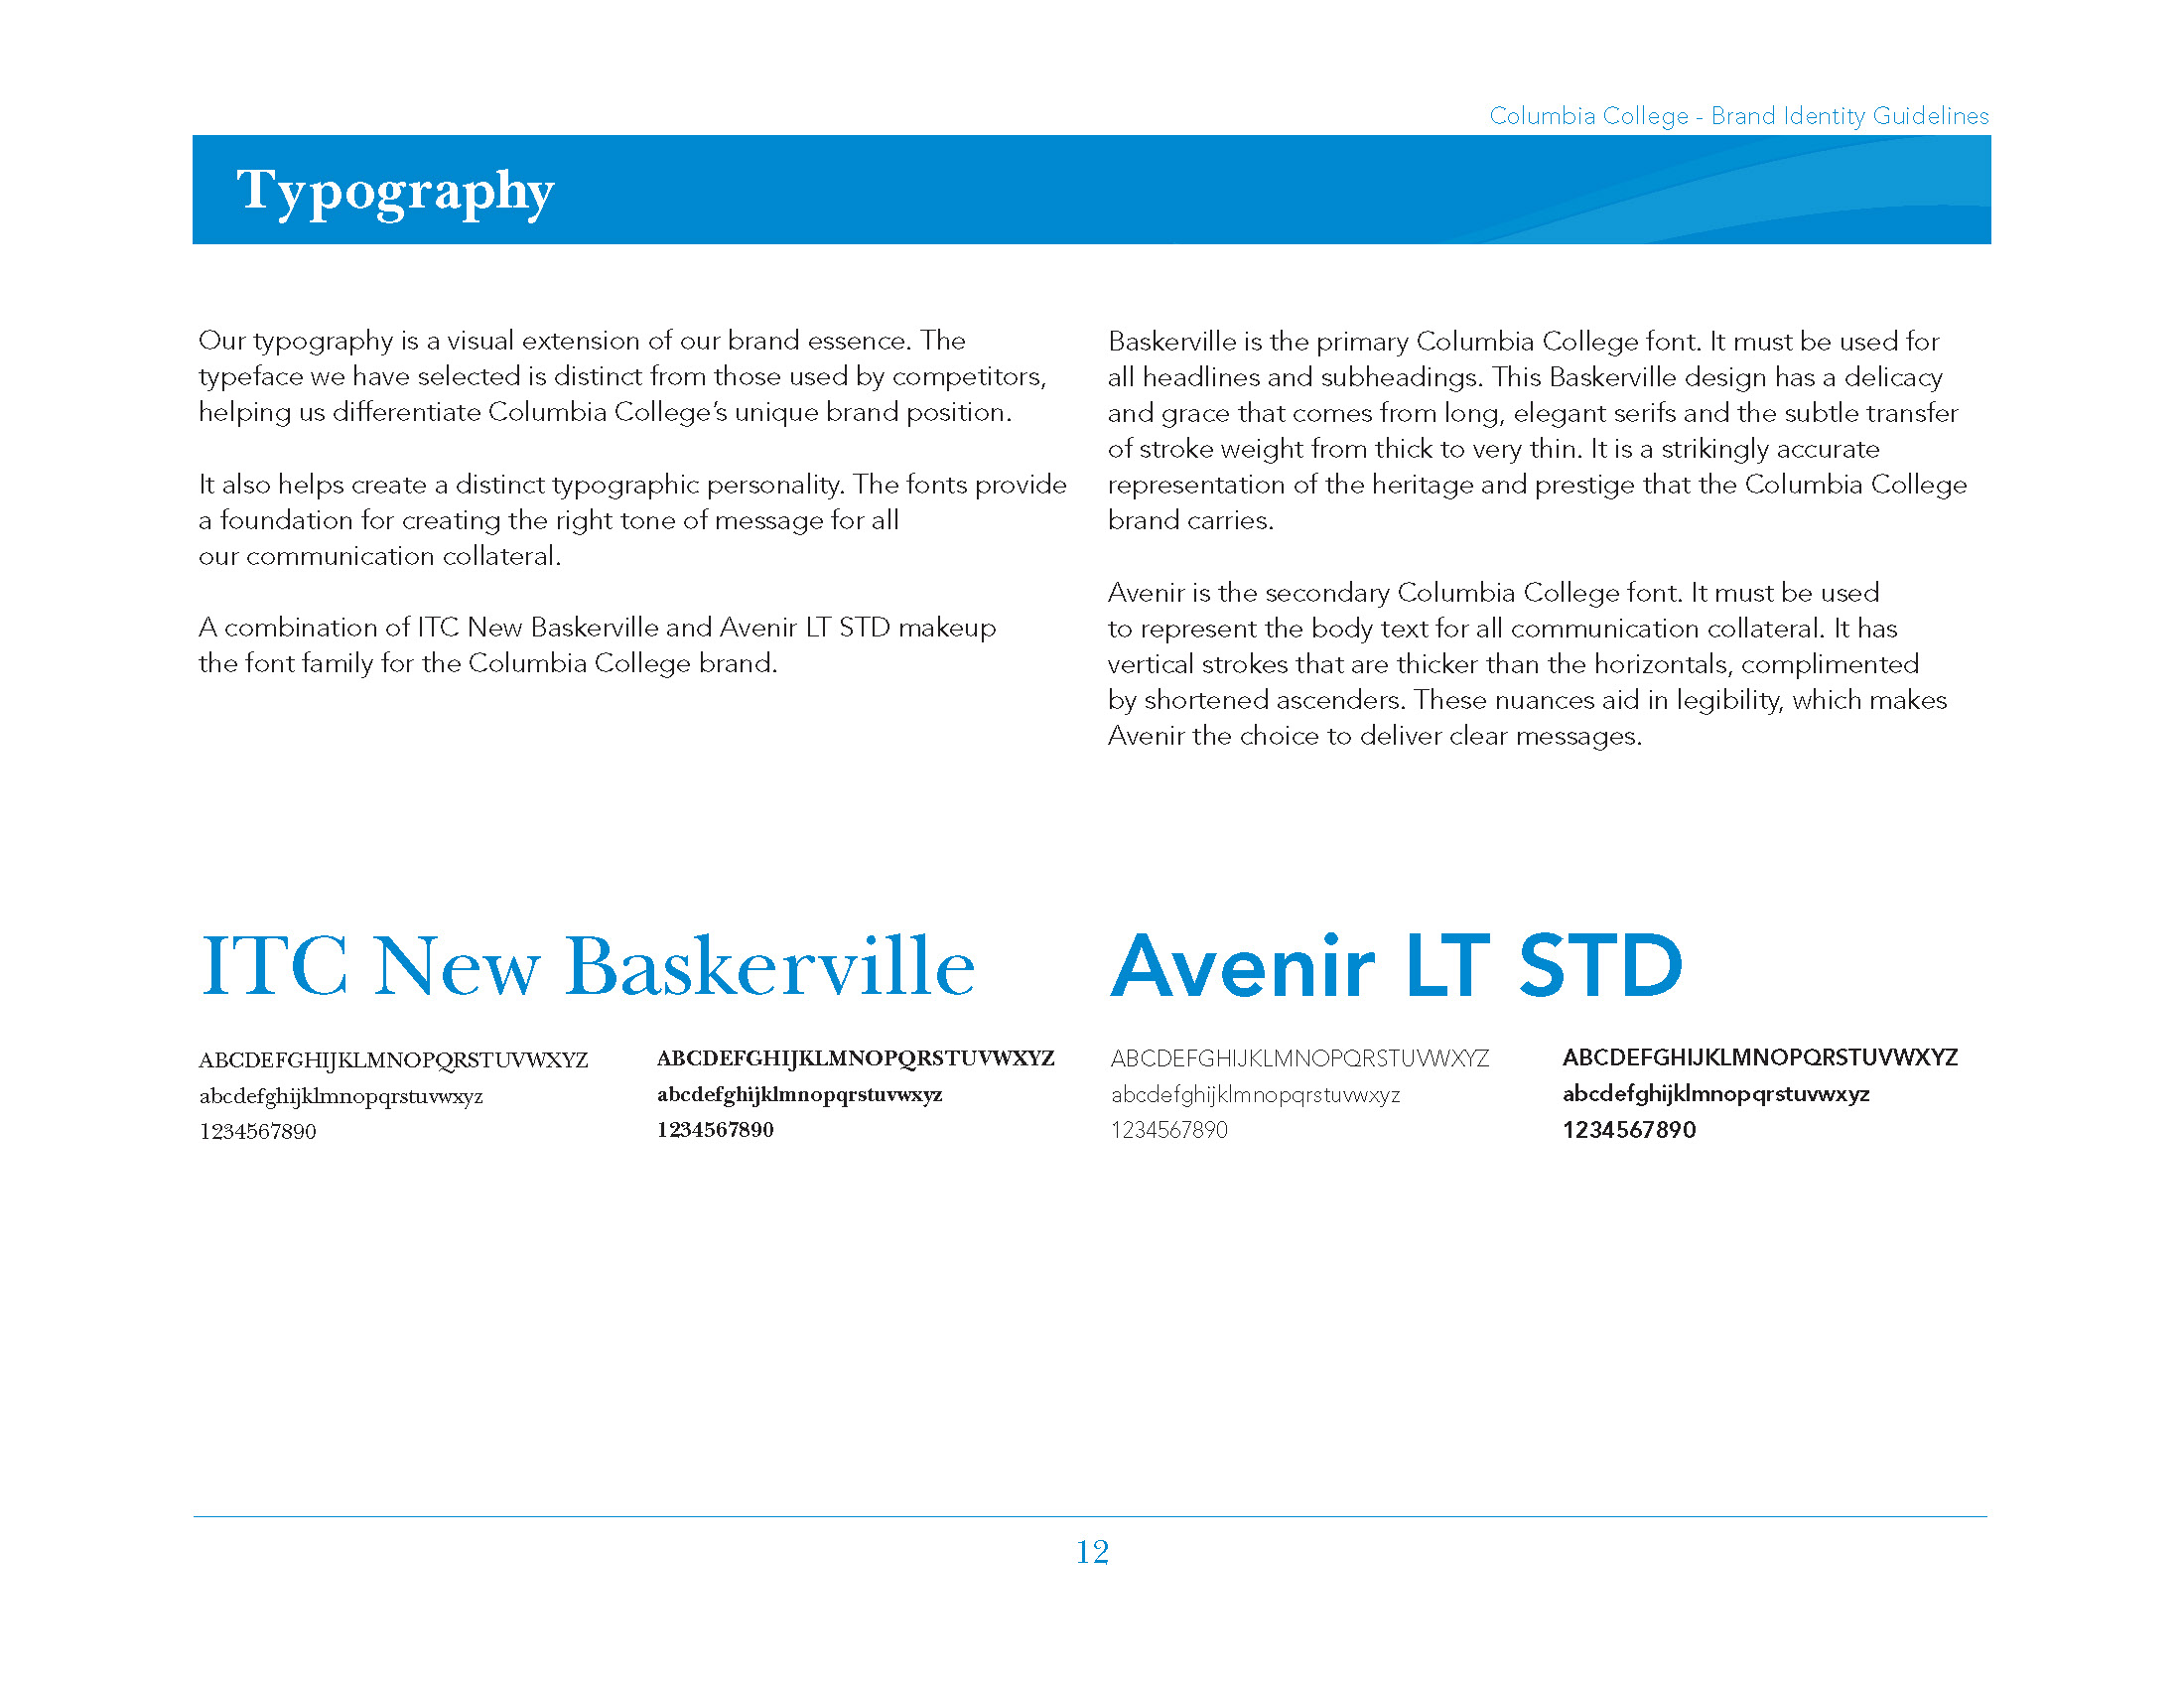 Columbia College - Brand Identity Guidelines
Typography
Our typography is a visual extension of our brand essence. The
typeface we have selected is distinct from those used by competitors,
helping us differentiate Columbia College’s unique brand position.
It also helps create a distinct typographic personality. The fonts provide
a foundation for creating the right tone of message for all
our communication collateral.
A combination of ITC New Baskerville and Avenir LT STD makeup
the font family for the Columbia College brand.
Baskerville is the primary Columbia College font. It must be used for
all headlines and subheadings. This Baskerville design has a delicacy
and grace that comes from long, elegant serifs and the subtle transfer
of stroke weight from thick to very thin. It is a strikingly accurate
representation of the heritage and prestige that the Columbia College
brand carries.
Avenir is the secondary Columbia College font. It must be used
to represent the body text for all communication collateral. It has
vertical strokes that are thicker than the horizontals, complimented
by shortened ascenders. These nuances aid in legibility, which makes
Avenir the choice to deliver clear messages.
ITC New Baskerville
ABCDEFGHIJKLMNOPQRSTUVWXYZ
abcdefghijklmnopqrstuvwxyz
1234567890
ABCDEFGHIJKLMNOPQRSTUVWXYZ
abcdefghijklmnopqrstuvwxyz
1234567890
Avenir LT STD
ABCDEFGHIJKLMNOPQRSTUVWXYZ
abcdefghijklmnopqrstuvwxyz
1234567890
ABCDEFGHIJKLMNOPQRSTUVWXYZ
abcdefghijklmnopqrstuvwxyz
1234567890
12